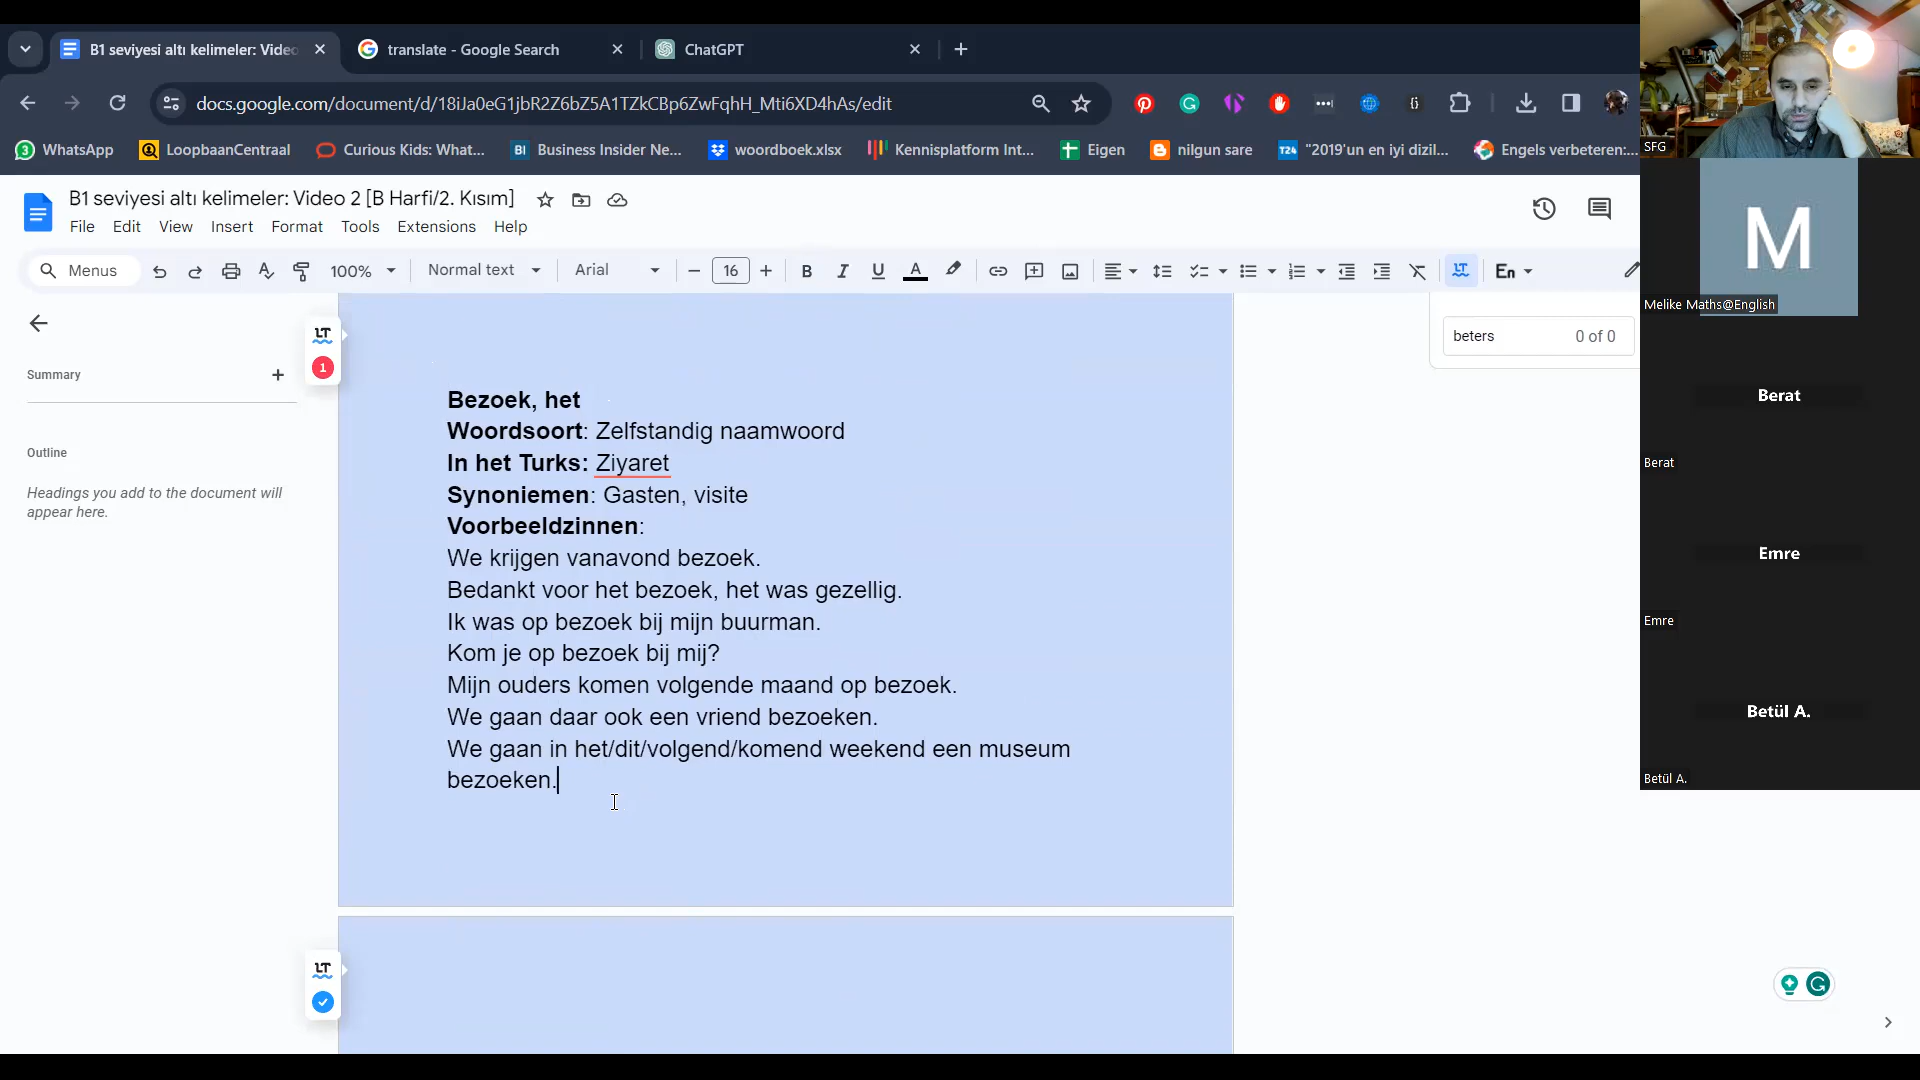 B1 seviyesi altı kelimeler: Video
translate - Google Search
ChatGPT
docs.google.com/document/d/18iJa0eG1jbR2Z6bZ5A1TZkCBp6ZwFqhH_Mti6XD4hAs/edit
WhatsApp
LoopbaanCentraal
Curious Kids: What...
Business Insider Ne...
woordboek.xlsx
Kennisplatform Int...
Eigen
nilgun sare
"2019'un en iyi dizil...
Engels verbeteren:...
SFG
B1 seviyesi altı kelimeler: Video 2 [B Harfi/2. Kısım]
File Edit View Insert Format Tools Extensions Help
Menus 100% Normal text Arial 16 B I U A En
Summary
Outline
Headings you add to the document will
appear here.
LT
1
beters 0 of 0
Bezoek, het
Woordsoort: Zelfstandig naamwoord
In het Turks: Ziyaret
Synoniemen: Gasten, visite
Voorbeeldzinnen:
We krijgen vanavond bezoek.
Bedankt voor het bezoek, het was gezellig.
Ik was op bezoek bij mijn buurman.
Kom je op bezoek bij mij?
Mijn ouders komen volgende maand op bezoek.
We gaan daar ook een vriend bezoeken.
We gaan in het/dit/volgend/komend weekend een museum
bezoeken.
LT
M
Melike Maths@English
Berat
Berat
Emre
Emre
Betül A.
Betül A.